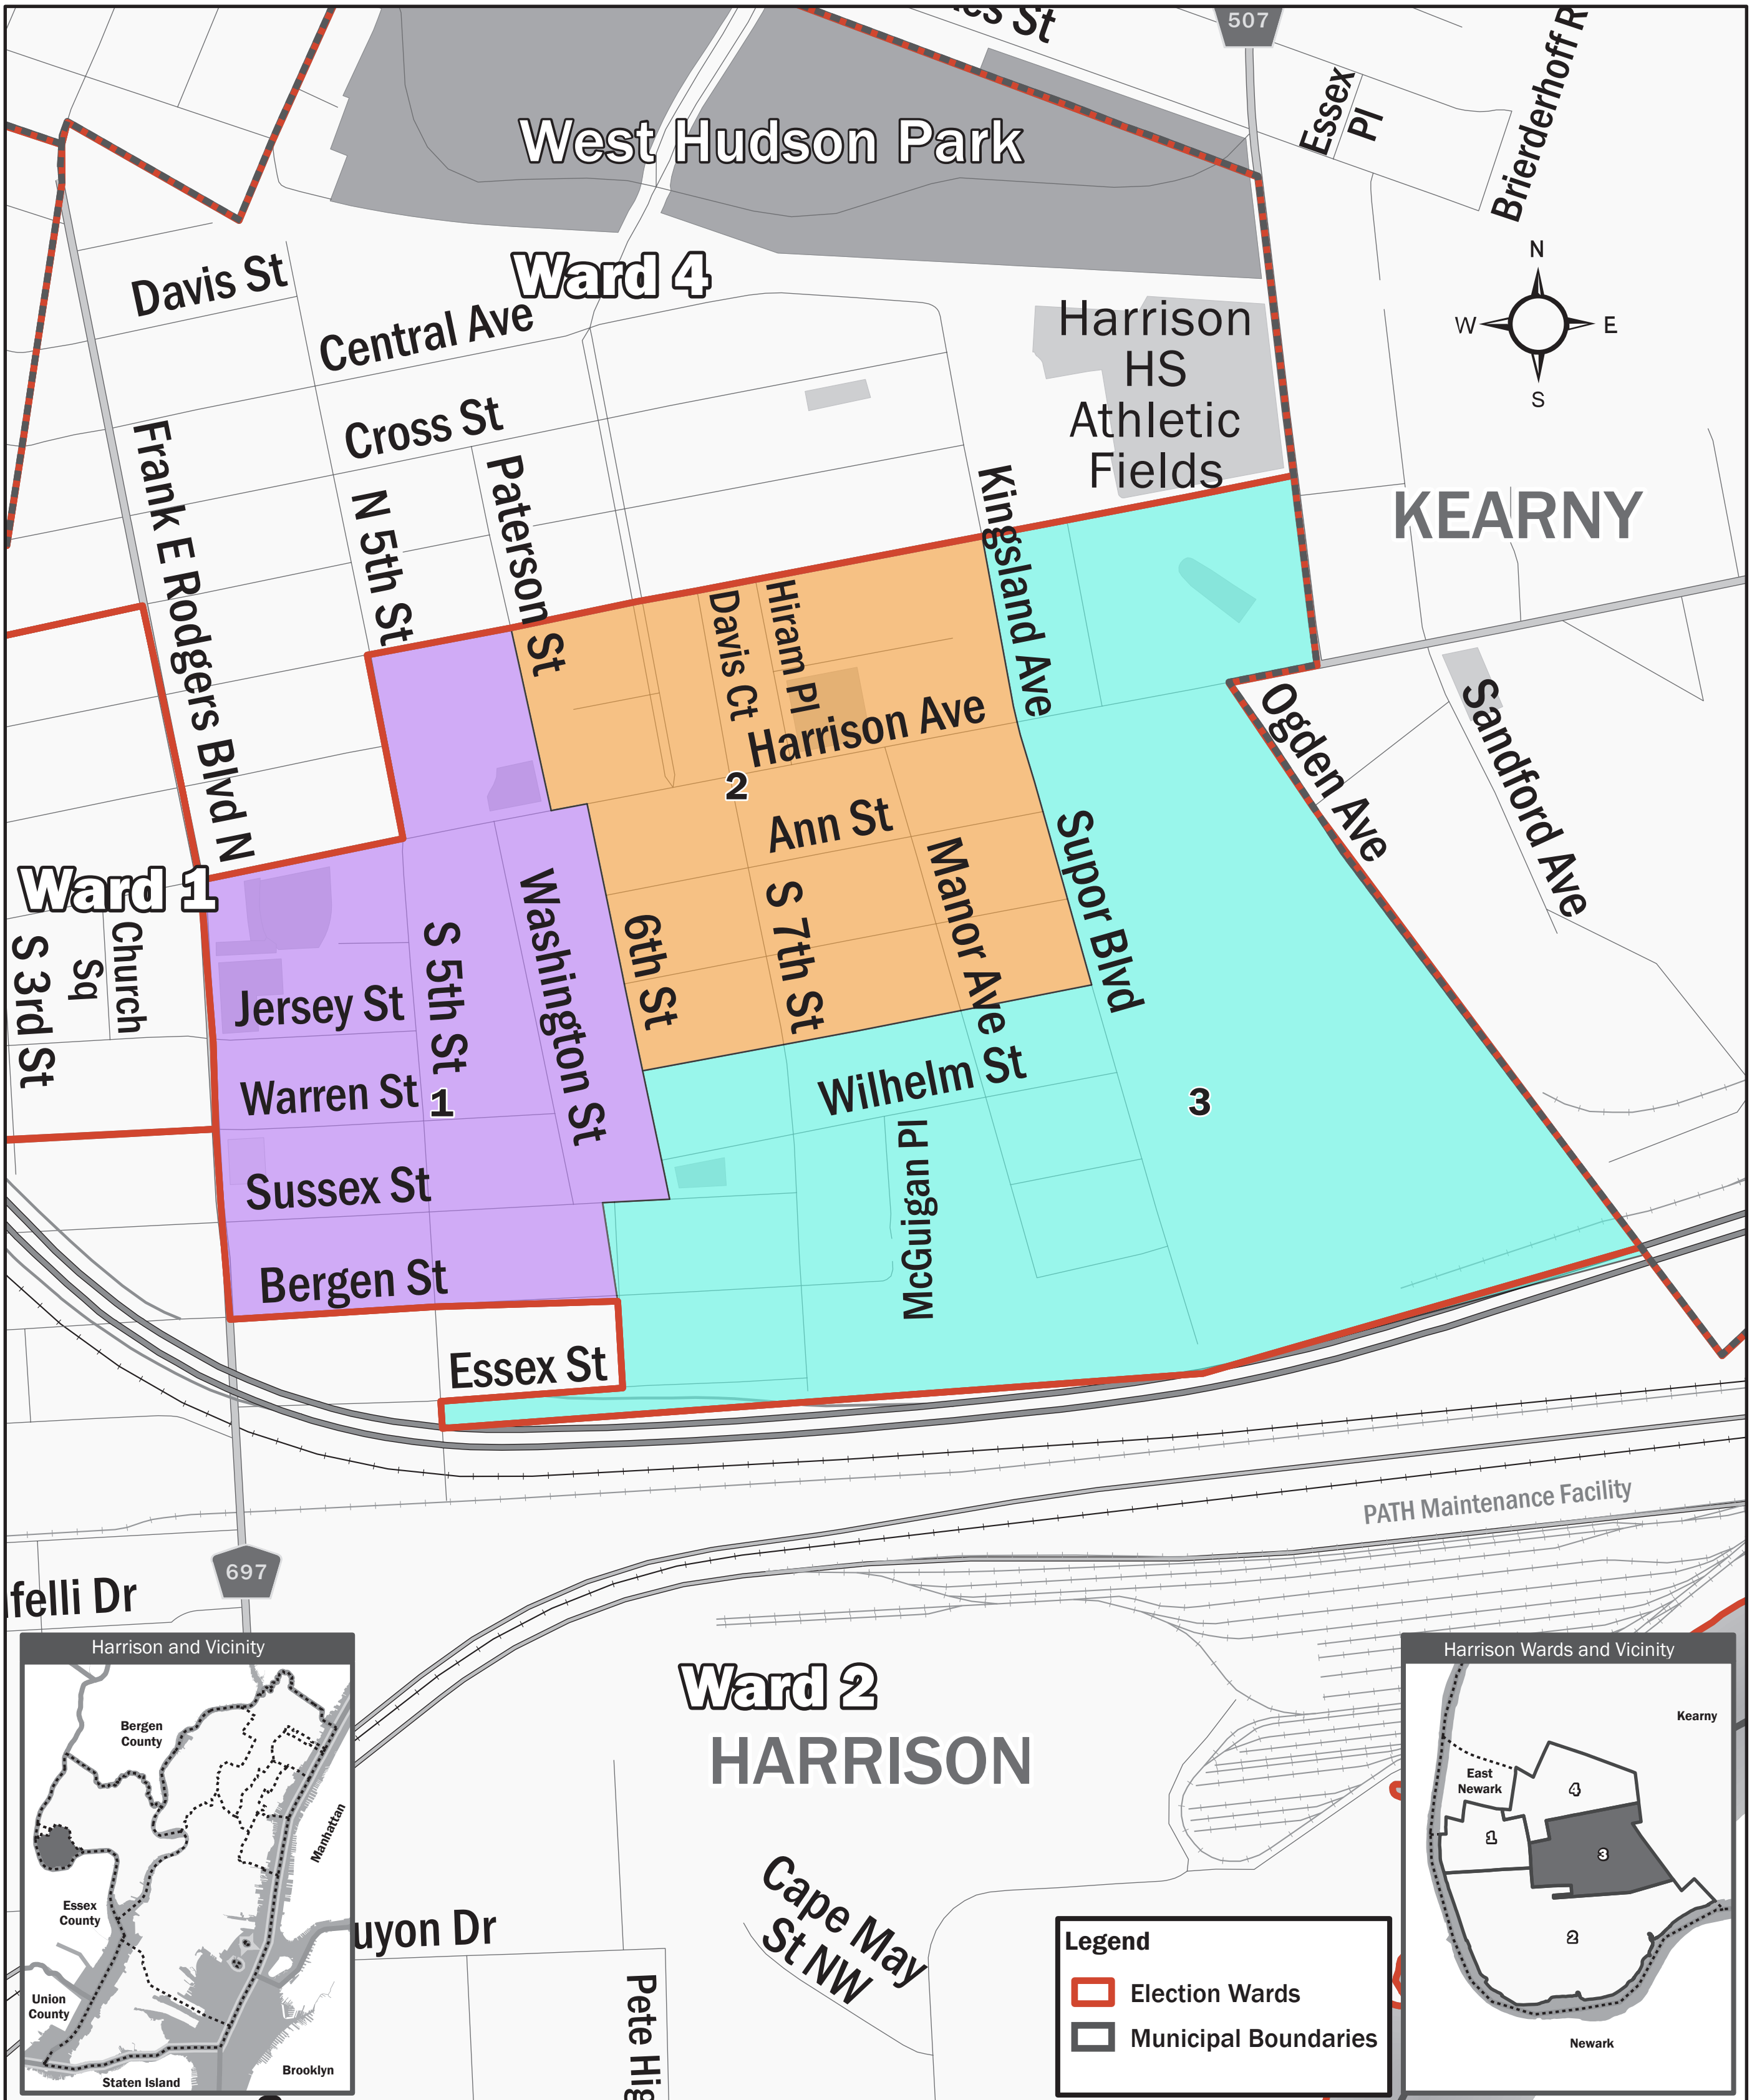 507
Essex
Pl
West Hudson Park
N
W
E
S
Davis St
Ward 4
Central Ave
Harrison
HS
Athletic
Fields
Cross St
Frank E Rodgers Blvd N
N 5th St
Paterson St
Kingsland Ave
KEARNY
Davis Ct
Hiram Pl
Harrison Ave
2
Ogden Ave
Sandford Ave
Ann St
Manor Ave
Supor Blvd
Ward 1
Church
Sq
S 3rd St
Washington St
6th St
S 7th St
S 5th St
Jersey St
Warren St
1
Wilhelm St
3
McGuigan Pl
Sussex St
Bergen St
Essex St
PATH Maintenance Facility
697
felli Dr
Ward 2
HARRISON
Cape May
St NW
uyon Dr
Pete Hig
Harrison and Vicinity
Bergen
County
Manhattan
Essex
County
Union
County
Staten Island
Brooklyn
Legend
Election Wards
Municipal Boundaries
Harrison Wards and Vicinity
Kearny
East
Newark
4
1
3
2
Newark